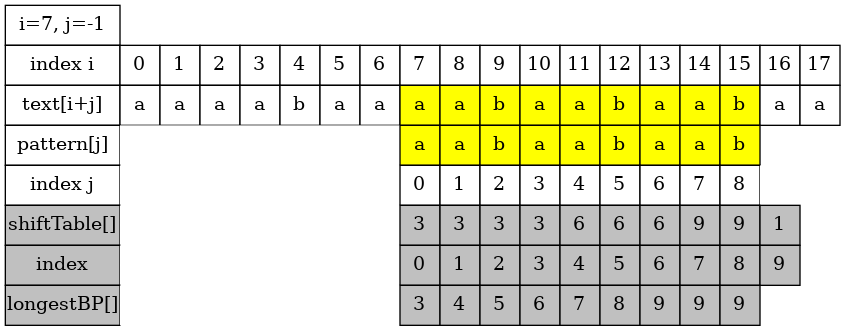 i=7, j=-1
index i 0 1 2 3 4 5 6 7 8 9 10 11 12 13 14 15 16 17
text[i+j] a a a a b a a a a b a a b a a b a a
pattern[j] a a b a a b a a b
index j 0 1 2 3 4 5 6 7 8
shiftTable[] 3 3 3 3 6 6 6 9 9 1
index 0 1 2 3 4 5 6 7 8 9
longestBP[] 3 4 5 6 7 8 9 9 9